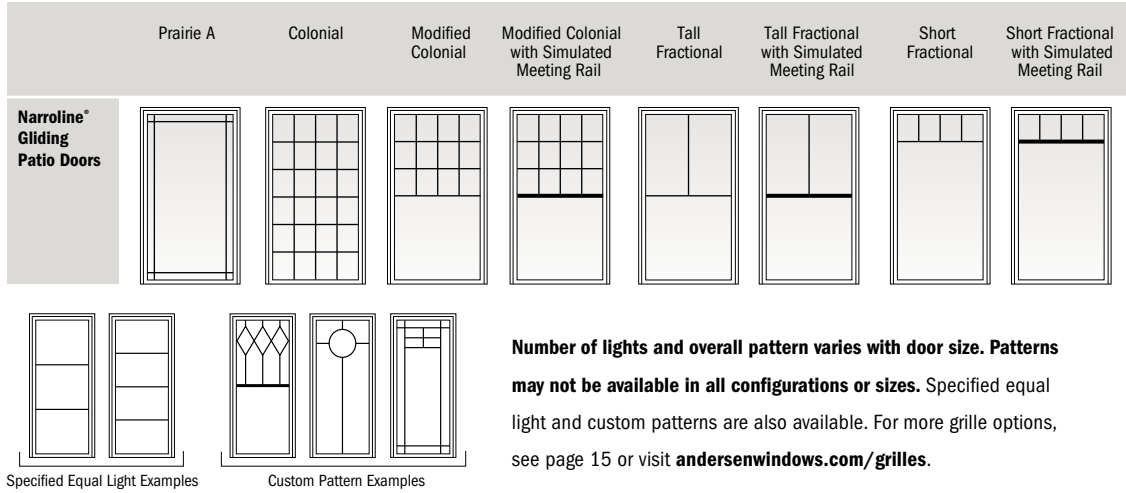 Prairie A
Colonial
Modified
Colonial
Modified Colonial
with Simulated
Meeting Rail
Tall
Fractional
Tall Fractional
with Simulated
Meeting Rail
Short
Fractional
Short Fractional
with Simulated
Meeting Rail
Narroline®
Gliding
Patio Doors
Specified Equal Light Examples
Custom Pattern Examples
Number of lights and overall pattern varies with door size. Patterns
may not be available in all configurations or sizes. Specified equal
light and custom patterns are also available. For more grille options,
see page 15 or visit andersenwindows.com/grilles.